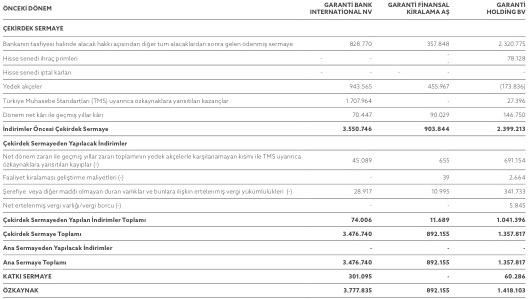 ÖNCEKİ DÖNEM GARANTİ BANK INTERNATIONAL NV GARANTİ FİNANSAL KİRALAMA AŞ GARANTİ HOLDİNG BV
ÇEKİRDEK SERMAYE
Bankanın tasfiyesi halinde alacak hakkı açısından diğer tüm alacaklardan sonra gelen ödenmiş sermaye 828.770 357.848 2.320.775
Hisse senedi ihraç primleri - - - - 78.128
Hisse senedi iptal karları - - - - -
Yedek akçeler 943.565 455.967 (173.836)
Türkiye Muhasebe Standartları (TMS) uyarınca özkaynaklara yansıtılan kazançlar 1.707.964 - 27.396
Dönem net kârı ile geçmiş yıllar kârı 70.447 90.029 146.750
İndirimler Öncesi Çekirdek Sermaye 3.550.746 903.844 2.399.213
Çekirdek Sermayeden Yapılacak İndirimler
Net dönem zararı ile geçmiş yıllar zararı toplamının yedek akçelerle karşılanamayan kısmı ile TMS uyarınca
özkaynaklara yansıtılan kayıplar (-) 45.089 655 691.154
Faaliyet kiralaması geliştirme maliyetleri (-) - 39 2.664
Şerefiye veya diğer maddi olmayan duran varlıklar ve bunlara ilişkin ertelenmiş vergi yükümlülükleri (-) 28.917 10.995 341.733
Net ertelenmiş vergi varlığı/vergi borcu (-) - - 5.845
Çekirdek Sermayeden Yapılan İndirimler Toplamı 74.006 11.689 1.041.396
Çekirdek Sermaye Toplamı 3.476.740 892.155 1.357.817
Ana Sermayeden Yapılacak İndirimler - - -
Ana Sermaye Toplamı 3.476.740 892.155 1.357.817
KATKI SERMAYE 301.095 - 60.286
ÖZKAYNAK 3.777.835 892.155 1.418.103